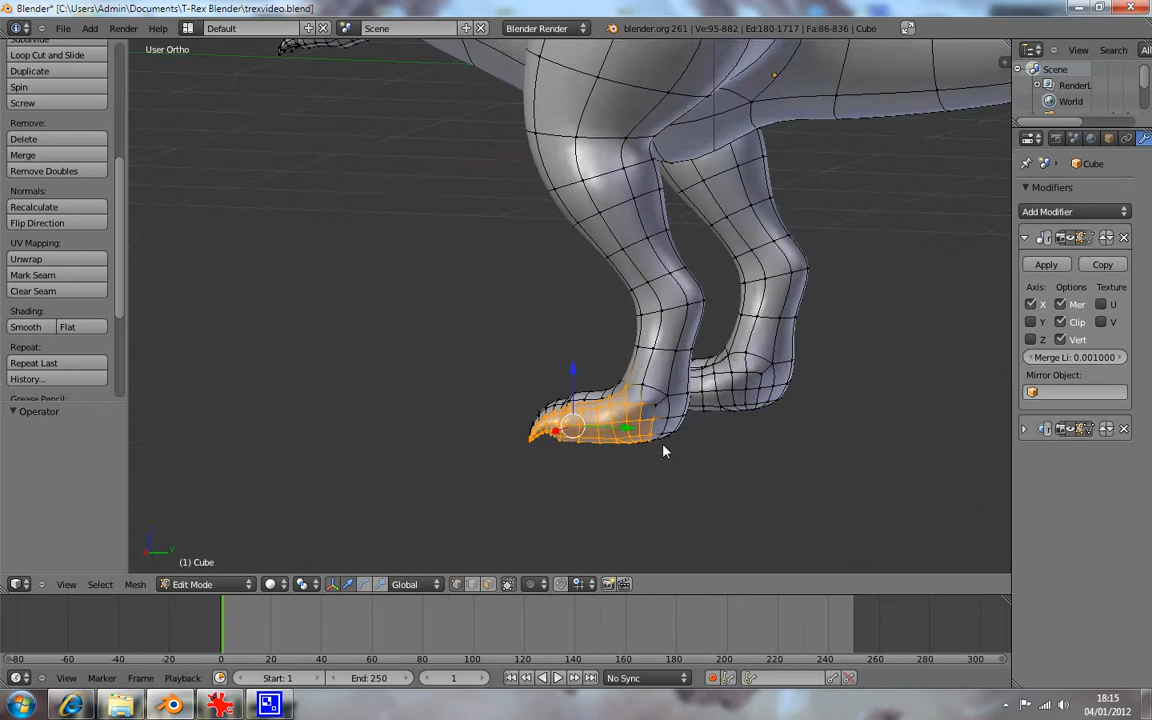 Blender* [C:\Users\Admin\Documents\T-Rex Blender\trexvideo.blend]
File Add Render Help Default Scene Blender Render blender.org 261 | Ve:95-882 | Ed:180-1717 | Fa:86-836 | Cube
View Search All
User Ortho
Loop Cut and Slide
Duplicate
Spin
Screw
Remove:
Delete
Merge
Remove Doubles
Normals:
Recalculate
Flip Direction
UV Mapping:
Unwrap
Mark Seam
Clear Seam
Shading:
Smooth Flat
Repeat:
Repeat Last
History...
Operator
Scene
RenderL
World
Cube
Modifiers
Add Modifier
Apply Copy
Axis: Options Texture
X Mer U
Y Clip V
Z Vert
Merge Li: 0.001000
Mirror Object:
y
(1) Cube
View Select Mesh Edit Mode Global
-80 -60 -40 -20 0 20 40 60 80 100 120 140 160 180 200 220 240 260 280 300
View Marker Frame Playback Start: 1 End: 250 1 No Sync
18:15
04/01/2012